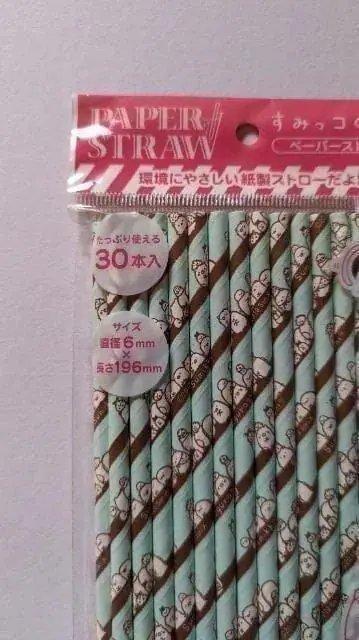 PAPER
STRAW
すみっコ
ペーパース
環境にやさしい紙製ストローだよ
たっぷり使える
30本入
サイズ
直径6mm
×
長さ196mm